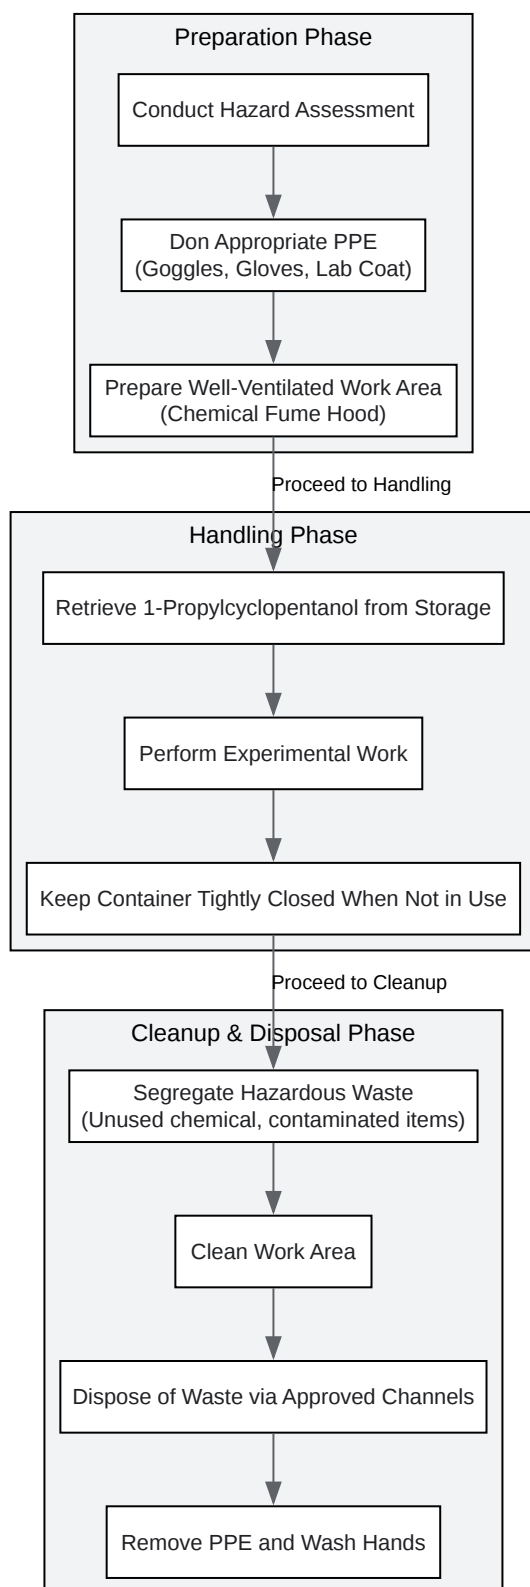 Preparation Phase
Conduct Hazard Assessment
Don Appropriate PPE
(Goggles, Gloves, Lab Coat)
Prepare Well-Ventilated Work Area
(Chemical Fume Hood)
Proceed to Handling
Handling Phase
Retrieve 1-Propylcyclopentanol from Storage
Perform Experimental Work
Keep Container Tightly Closed When Not in Use
Proceed to Cleanup
Cleanup & Disposal Phase
Segregate Hazardous Waste
(Unused chemical, contaminated items)
Clean Work Area
Dispose of Waste via Approved Channels
Remove PPE and Wash Hands